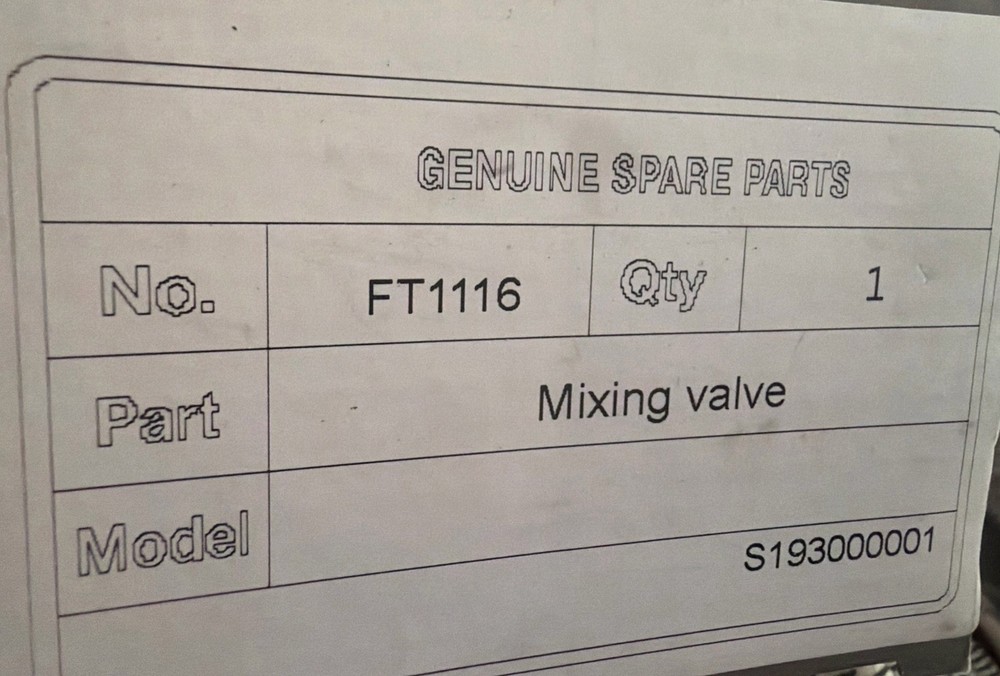 GENUINE SPARE PARTS
No. FT1116 Qty 1
Part Mixing valve
Model
S193000001